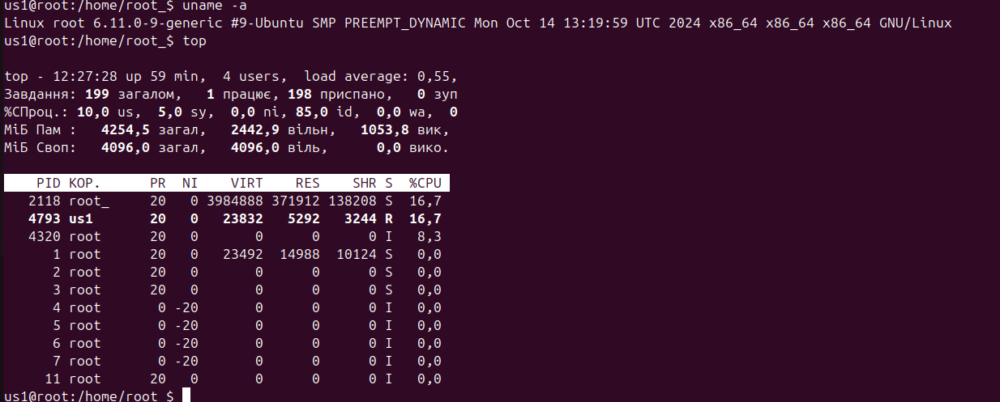 us1@root:/home/root_$ uname -a
Linux root 6.11.0-9-generic #9-Ubuntu SMP PREEMPT_DYNAMIC Mon Oct 14 13:19:59 UTC 2024 x86_64 x86_64 x86_64 GNU/Linux
us1@root:/home/root_$ top
top - 12:27:28 up 59 min,  4 users,  load average: 0,55,
Завдання: 199 загалом,   1 працює, 198 приспано,   0 зуп
%CПроц.: 10,0 us,  5,0 sy,  0,0 ni, 85,0 id,  0,0 wa,  0
МіБ Пам :   4254,5 загал,   2442,9 вільн,   1053,8 вик,
МіБ Своп:   4096,0 загал,   4096,0 віль,      0,0 вико.
PID КОР.      PR  NI    VIRT    RES    SHR S  %CPU
2118 root_     20   0 3984888 371912 138208 S  16,7
4793 us1       20   0   23832   5292   3244 R  16,7
4320 root      20   0       0      0      0 I   8,3
1 root      20   0   23492  14988  10124 S   0,0
2 root      20   0       0      0      0 S   0,0
3 root      20   0       0      0      0 S   0,0
4 root       0 -20       0      0      0 I   0,0
5 root       0 -20       0      0      0 I   0,0
6 root       0 -20       0      0      0 I   0,0
7 root       0 -20       0      0      0 I   0,0
11 root      20   0       0      0      0 I   0,0
us1@root:/home/root_$